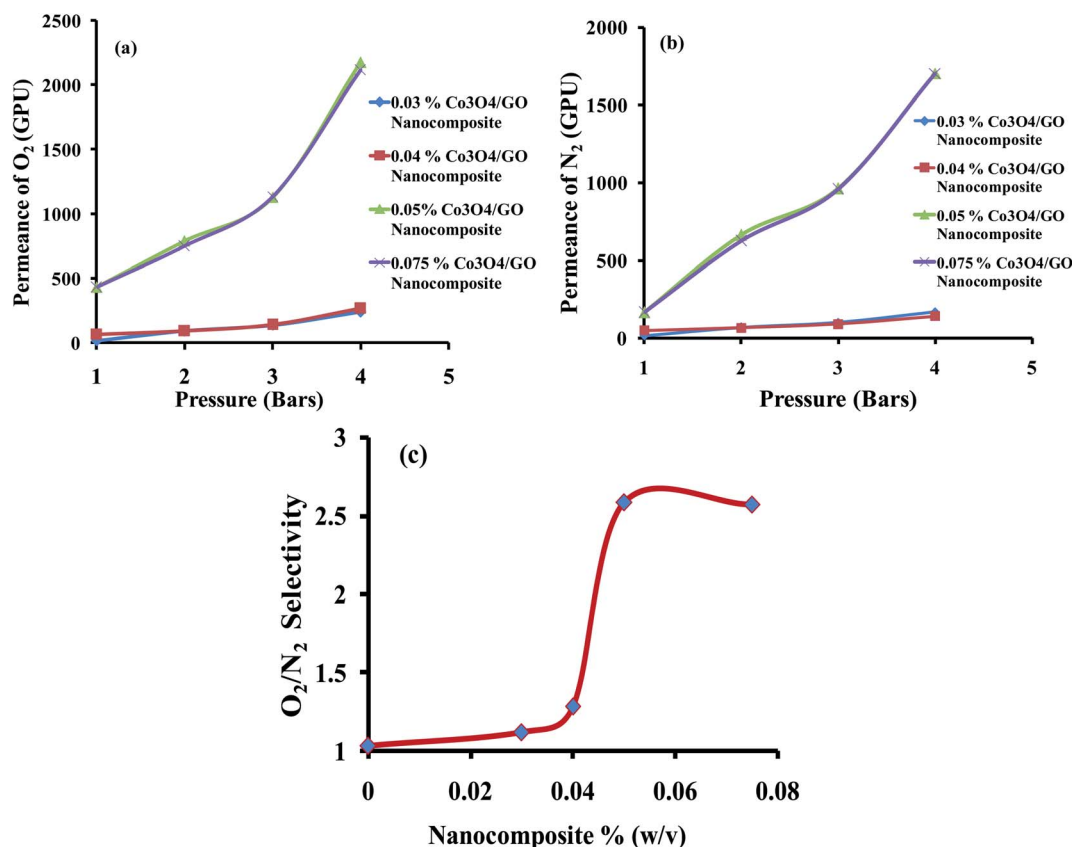 (a)
Permeance of O2 (GPU)
2500
2000
1500
1000
500
0
1 2 3 4 5
Pressure (Bars)
0.03 % Co3O4/GO
Nanocomposite
0.04 % Co3O4/GO
Nanocomposite
0.05% Co3O4/GO
Nanocomposite
0.075 % Co3O4/GO
Nanocomposite
(b)
Permeance of N2 (GPU)
2000
1500
1000
500
0
1 2 3 4 5
Pressure (Bars)
0.03 % Co3O4/GO
Nanocomposite
0.04 % Co3O4/GO
Nanocomposite
0.05 % Co3O4/GO
Nanocomposite
0.075 % Co3O4/GO
Nanocomposite
(c)
O2/N2 Selectivity
3
2.5
2
1.5
1
0 0.02 0.04 0.06 0.08
Nanocomposite % (w/v)